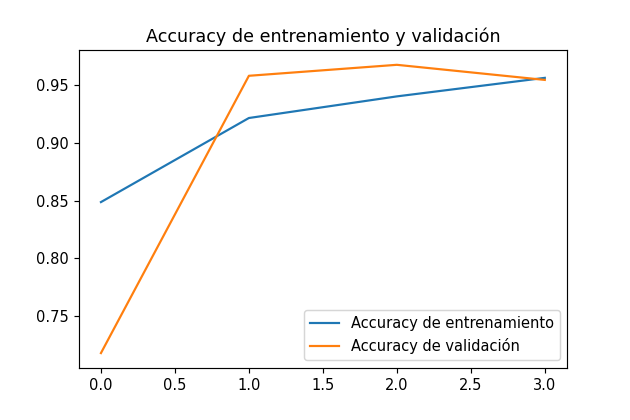 Accuracy de entrenamiento y validación
0.95
0.90
0.85
0.80
0.75
Accuracy de entrenamiento
Accuracy de validación
0.0 0.5 1.0 1.5 2.0 2.5 3.0